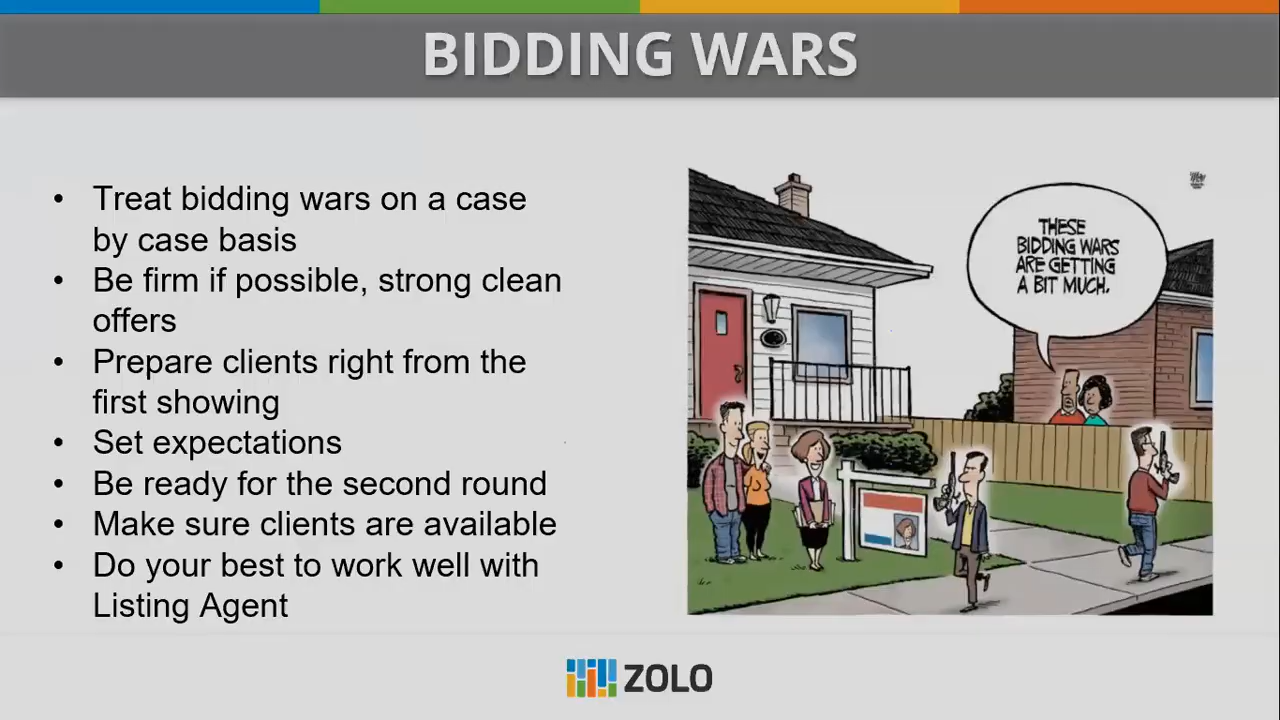 BIDDING WARS
• Treat bidding wars on a case
by case basis
• Be firm if possible, strong clean
offers
• Prepare clients right from the
first showing
• Set expectations
• Be ready for the second round
• Make sure clients are available
• Do your best to work well with
Listing Agent
THESE
BIDDING WARS
ARE GETTING
A BIT MUCH.
ZOLO